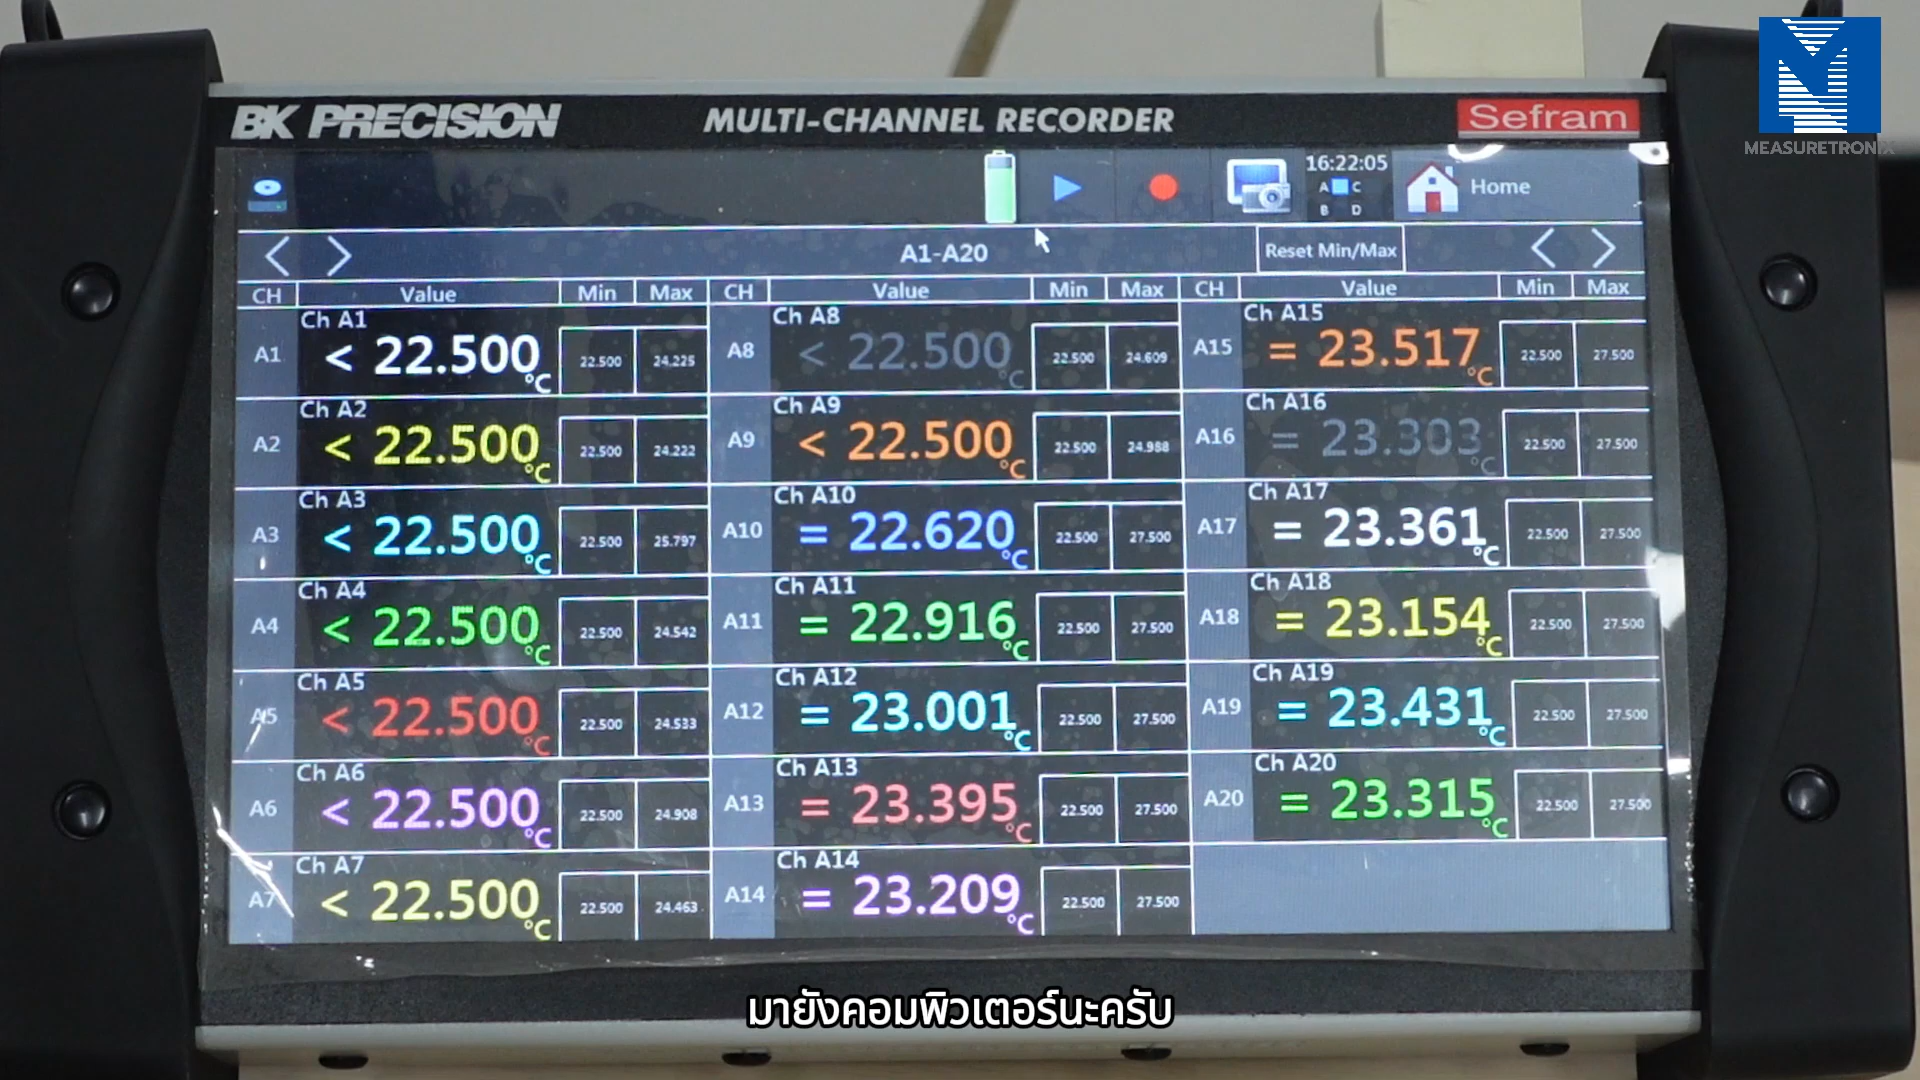 BK PRECISION MULTI-CHANNEL RECORDER Sefram
MEASURETRONIX
16:22:05
A C
B D
Home
A1-A20 Reset Min/Max
CH Value Min Max CH Value Min Max CH Value Min Max
A1 Ch A1 < 22.500 °C 22.500 24.225
A2 Ch A2 < 22.500 °C 22.500 24.222
A3 Ch A3 < 22.500 °C 22.500 25.797
A4 Ch A4 < 22.500 °C 22.500 24.542
A5 Ch A5 < 22.500 °C 22.500 24.533
A6 Ch A6 < 22.500 °C 22.500 24.908
A7 Ch A7 < 22.500 °C 22.500 24.463
A8 Ch A8 < 22.500 °C 22.500 24.609
A9 Ch A9 < 22.500 °C 22.500 24.988
A10 Ch A10 = 22.620 °C 22.500 27.500
A11 Ch A11 = 22.916 °C 22.500 27.500
A12 Ch A12 = 23.001 °C 22.500 27.500
A13 Ch A13 = 23.395 °C 22.500 27.500
A14 Ch A14 = 23.209 °C 22.500 27.500
A15 Ch A15 = 23.517 °C 22.500 27.500
A16 Ch A16 = 23.303 °C 22.500 27.500
A17 Ch A17 = 23.361 °C 22.500 27.500
A18 Ch A18 = 23.154 °C 22.500 27.500
A19 Ch A19 = 23.431 °C 22.500 27.500
A20 Ch A20 = 23.315 °C 22.500 27.500
มายังคอมพิวเตอร์นะครับ